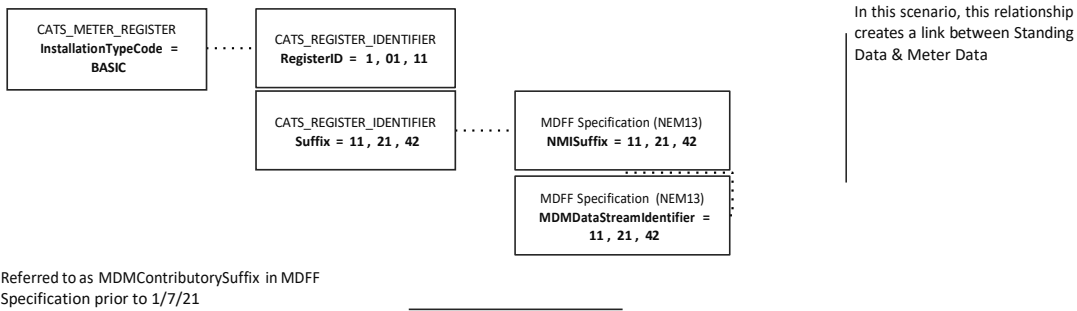 In this scenario, this relationship
creates a link between Standing
Data & Meter Data
CATS_METER_REGISTER
InstallationTypeCode =
BASIC
CATS_REGISTER_IDENTIFIER
RegisterID = 1, 01, 11
CATS_REGISTER_IDENTIFIER
Suffix = 11, 21, 42
MDFF Specification (NEM13)
NMISuffix = 11, 21, 42
MDFF Specification (NEM13)
MDMDataStreamIdentifier =
11, 21, 42
Referred to as MDMContributorySuffix in MDFF
Specification prior to 1/7/21